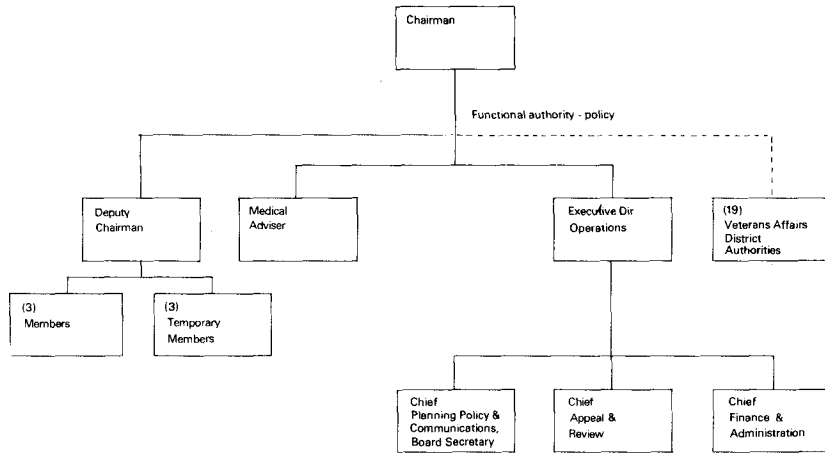 Chairman
Functional authority - policy
Deputy
Chairman
Medical
Adviser
Executive Dir
Operations
(19)
Veterans Affairs
District
Authorities
(3)
Members
(3)
Temporary
Members
Chief
Planning Policy &
Communications,
Board Secretary
Chief
Appeal &
Review
Chief
Finance &
Administration